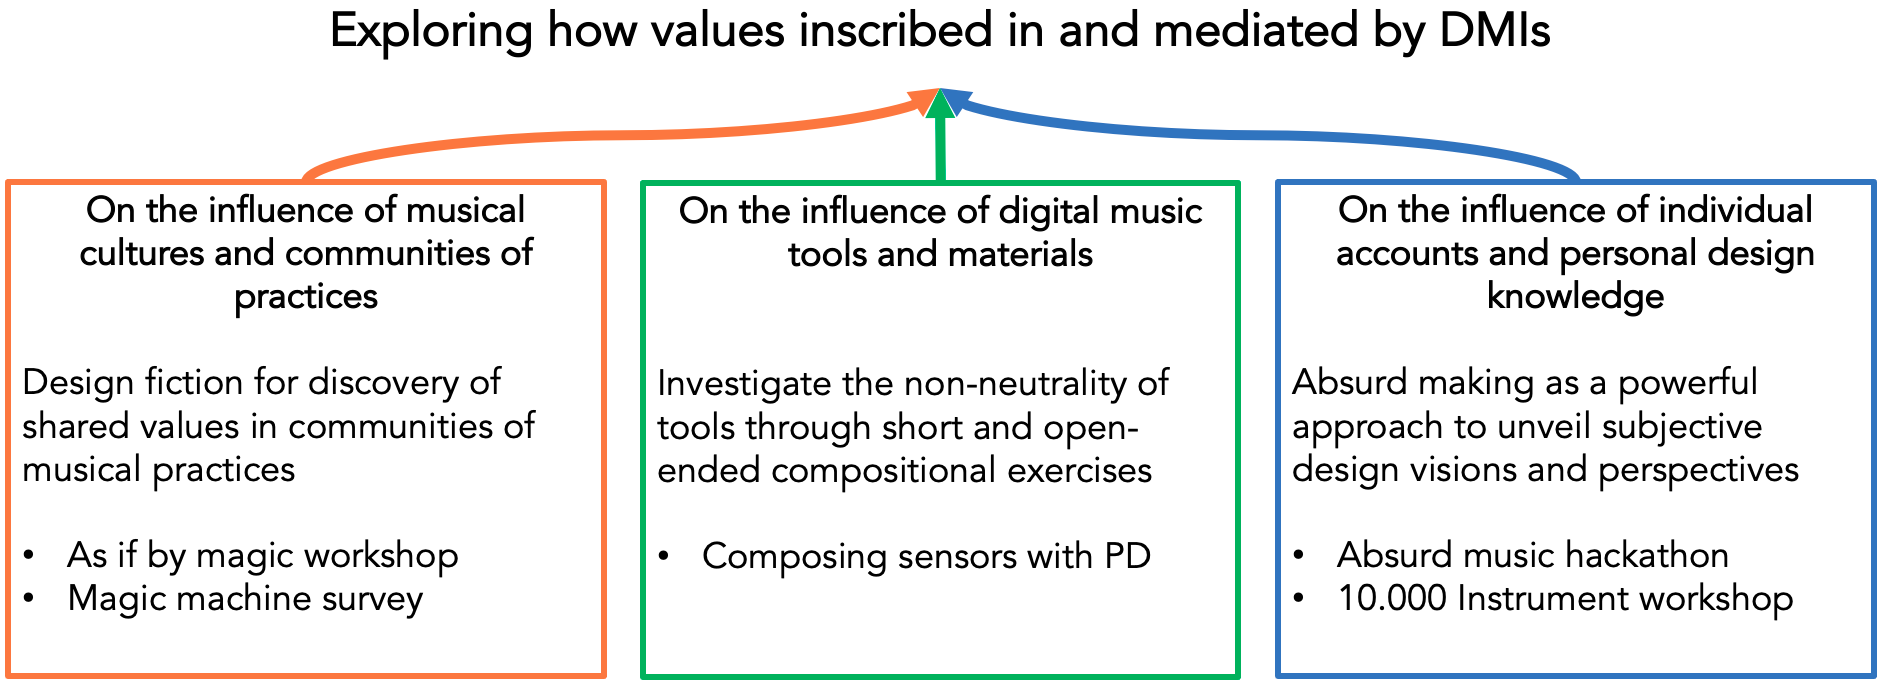 Exploring how values inscribed in and mediated by DMIs
On the influence of musical
cultures and communities of
practices
Design fiction for discovery of
shared values in communities of
musical practices
• As if by magic workshop
• Magic machine survey
On the influence of digital music
tools and materials
Investigate the non-neutrality of
tools through short and open-
ended compositional exercises
• Composing sensors with PD
On the influence of individual
accounts and personal design
knowledge
Absurd making as a powerful
approach to unveil subjective
design visions and perspectives
• Absurd music hackathon
• 10.000 Instrument workshop